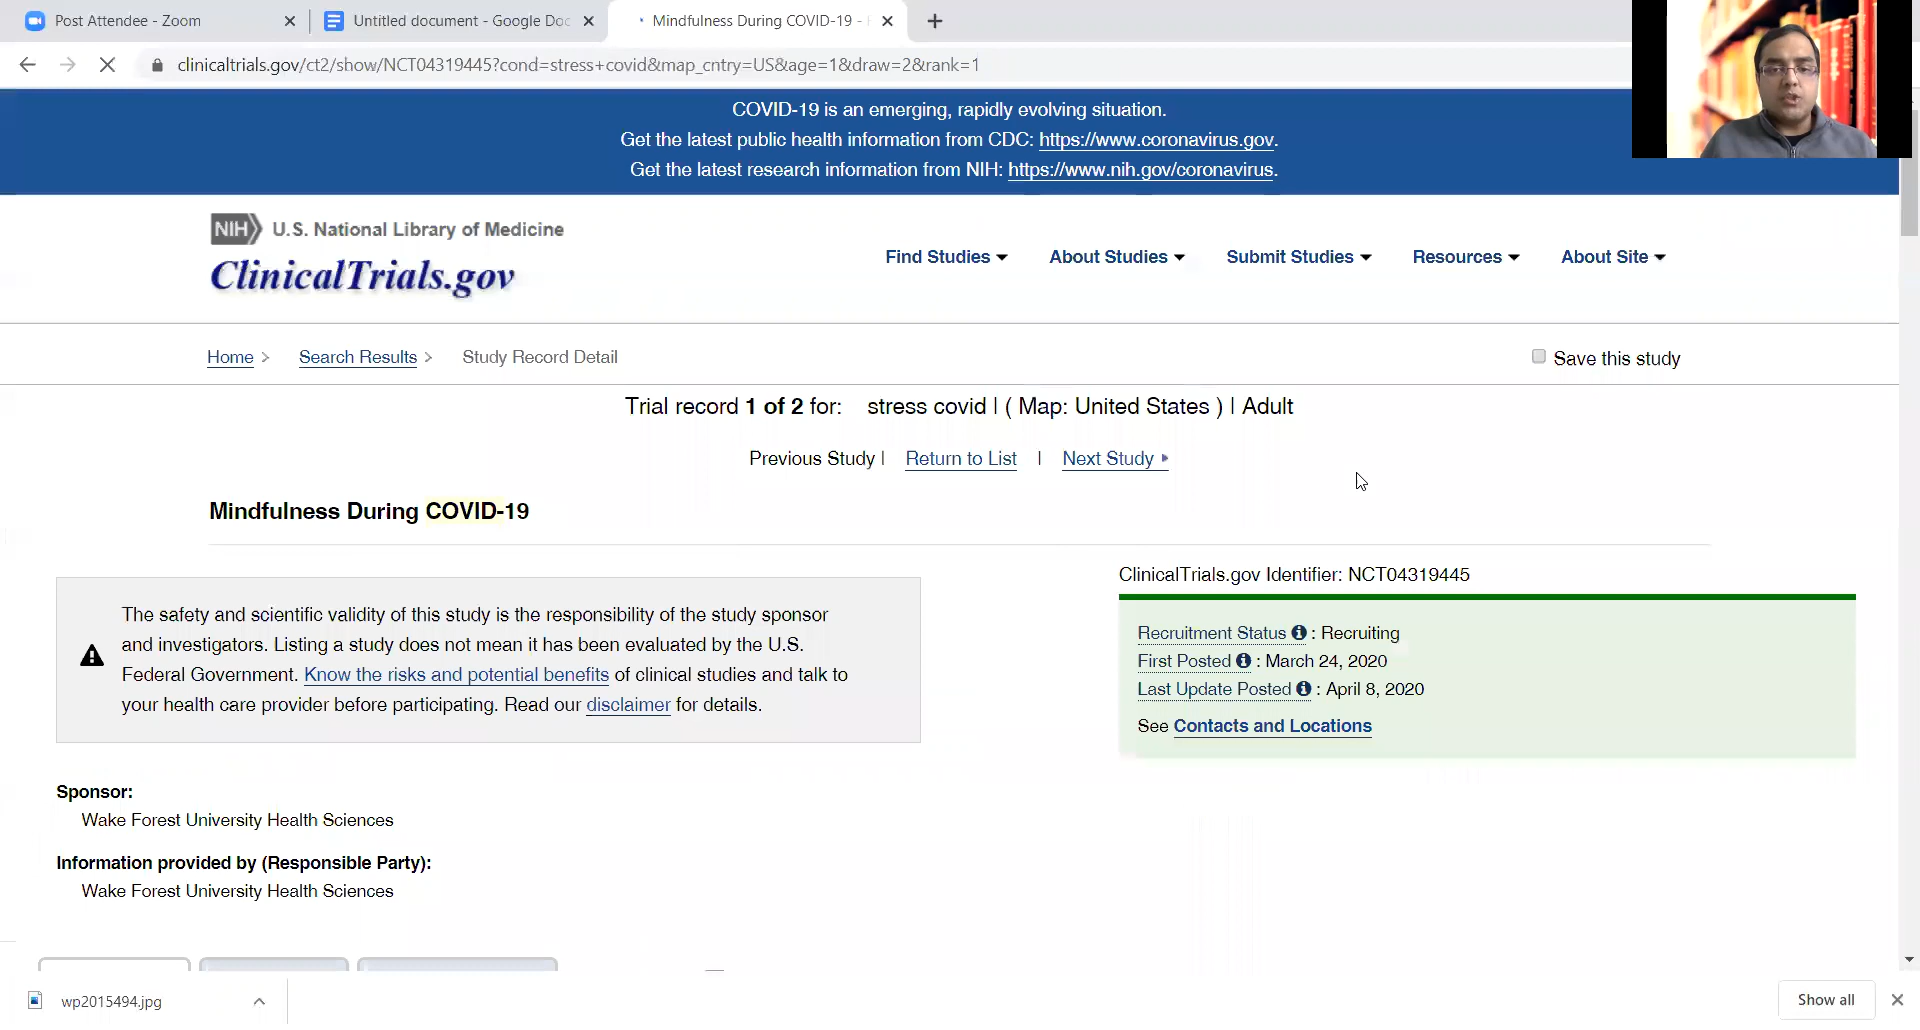 Post Attendee - Zoom
Untitled document - Google Doc
Mindfulness During COVID-19 -
clinicaltrials.gov/ct2/show/NCT04319445?cond=stress+covid&map_cntry=US&age=1&draw=2&rank=1
COVID-19 is an emerging, rapidly evolving situation.
Get the latest public health information from CDC: https://www.coronavirus.gov.
Get the latest research information from NIH: https://www.nih.gov/coronavirus.
NIH U.S. National Library of Medicine
ClinicalTrials.gov
Find Studies
About Studies
Submit Studies
Resources
About Site
Home >
Search Results >
Study Record Detail
Save this study
Trial record 1 of 2 for: stress covid | ( Map: United States ) | Adult
Previous Study | Return to List | Next Study
Mindfulness During COVID-19
The safety and scientific validity of this study is the responsibility of the study sponsor
and investigators. Listing a study does not mean it has been evaluated by the U.S.
Federal Government. Know the risks and potential benefits of clinical studies and talk to
your health care provider before participating. Read our disclaimer for details.
ClinicalTrials.gov Identifier: NCT04319445
Recruitment Status : Recruiting
First Posted : March 24, 2020
Last Update Posted : April 8, 2020
See Contacts and Locations
Sponsor:
Wake Forest University Health Sciences
Information provided by (Responsible Party):
Wake Forest University Health Sciences
wp2015494.jpg
Show all